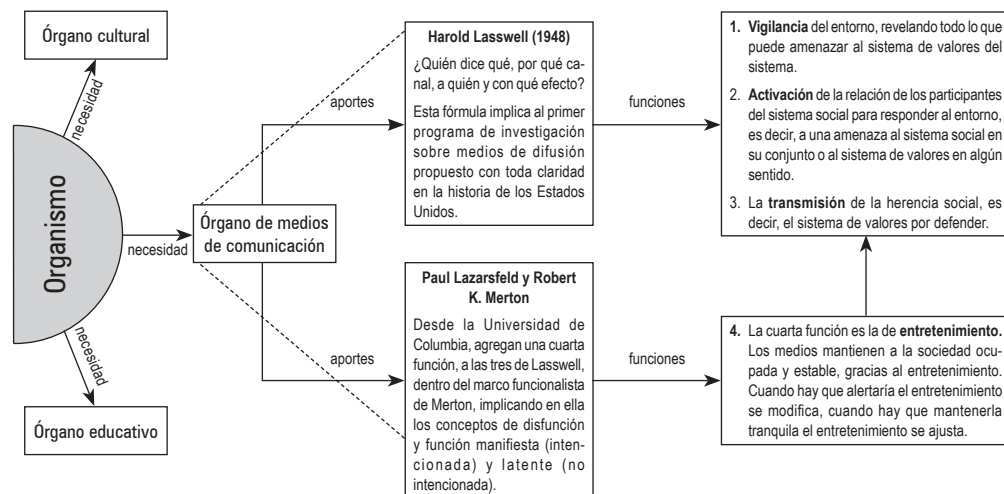 Órgano cultural
necesidad
Organismo
necesidad
Órgano de medios
de comunicación
necesidad
Órgano educativo
aportes
Harold Lasswell (1948)
¿Quién dice qué, por qué ca-
nal, a quién y con qué efecto?
Esta fórmula implica al primer
programa de investigación
sobre medios de difusión
propuesto con toda claridad
en la historia de los Estados
Unidos.
funciones
1. Vigilancia del entorno, revelando todo lo que
puede amenazar al sistema de valores del
sistema.
2. Activación de la relación de los participantes
del sistema social para responder al entorno,
es decir, a una amenaza al sistema social en
su conjunto o al sistema de valores en algún
sentido.
3. La transmisión de la herencia social, es
decir, el sistema de valores por defender.
aportes
Paul Lazarsfeld y Robert
K. Merton
Desde la Universidad de
Columbia, agregan una cuarta
función, a las tres de Lasswell,
dentro del marco funcionalista
de Merton, implicando en ella
los conceptos de disfunción
y función manifiesta (inten-
cionada) y latente (no
intencionada).
funciones
4. La cuarta función es la de entretenimiento.
Los medios mantienen a la sociedad ocu-
pada y estable, gracias al entretenimiento.
Cuando hay que alertaría el entretenimiento
se modifica, cuando hay que mantenerla
tranquila el entretenimiento se ajusta.